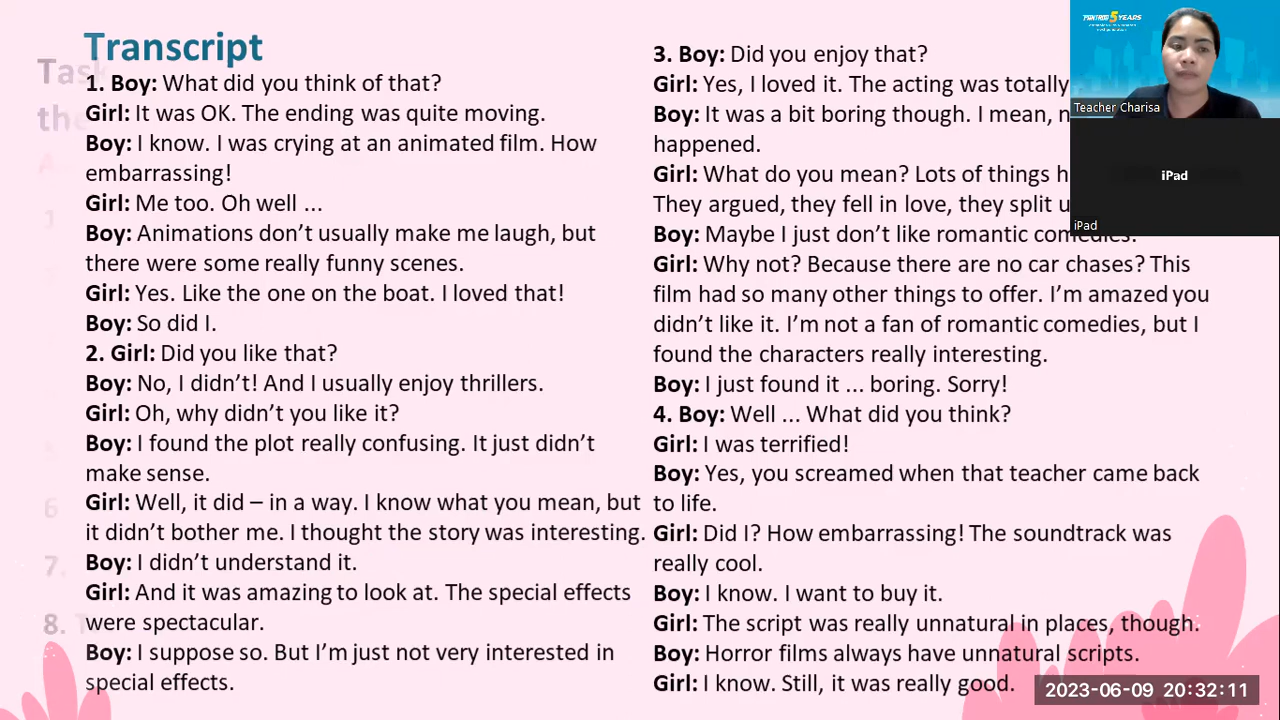 Transcript
1. Boy: What did you think of that?
Girl: It was OK. The ending was quite moving.
Boy: I know. I was crying at an animated film. How
embarrassing!
Girl: Me too. Oh well ...
Boy: Animations don’t usually make me laugh, but
there were some really funny scenes.
Girl: Yes. Like the one on the boat. I loved that!
Boy: So did I.
2. Girl: Did you like that?
Boy: No, I didn’t! And I usually enjoy thrillers.
Girl: Oh, why didn’t you like it?
Boy: I found the plot really confusing. It just didn’t
make sense.
Girl: Well, it did – in a way. I know what you mean, but
it didn’t bother me. I thought the story was interesting.
Boy: I didn’t understand it.
Girl: And it was amazing to look at. The special effects
were spectacular.
Boy: I suppose so. But I’m just not very interested in
special effects.
3. Boy: Did you enjoy that?
Girl: Yes, I loved it. The acting was totally
Boy: It was a bit boring though. I mean,
happened.
Girl: What do you mean? Lots of things
They argued, they fell in love, they split
Boy: Maybe I just don’t like romantic comedies.
Girl: Why not? Because there are no car chases? This
film had so many other things to offer. I’m amazed you
didn’t like it. I’m not a fan of romantic comedies, but I
found the characters really interesting.
Boy: I just found it ... boring. Sorry!
4. Boy: Well ... What did you think?
Girl: I was terrified!
Boy: Yes, you screamed when that teacher came back
to life.
Girl: Did I? How embarrassing! The soundtrack was
really cool.
Boy: I know. I want to buy it.
Girl: The script was really unnatural in places, though.
Boy: Horror films always have unnatural scripts.
Girl: I know. Still, it was really good.
6
7.
8.
5 YEARS
Teacher Charisa
iPad
iPad
2023-06-09 20:32:11